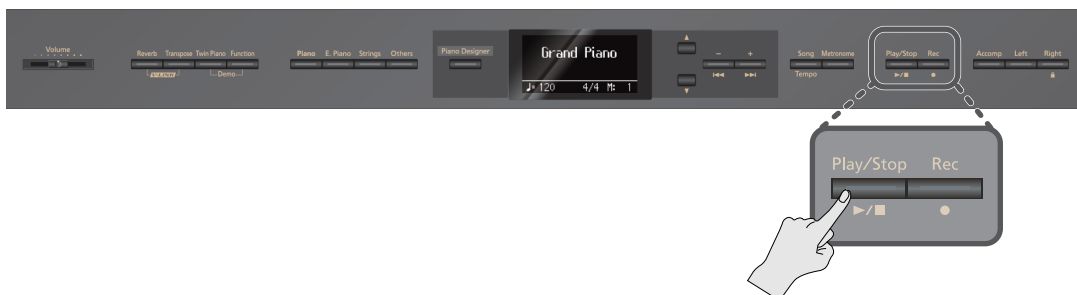 Volume
Reverb Transpose Twin Piano Function
V-LINK Demo
Piano E. Piano Strings Others
Piano Designer
Grand Piano
♩= 120 4/4 M: 1
− +
Song Metronome
Tempo
Play/Stop Rec
Accomp Left Right
Play/Stop Rec